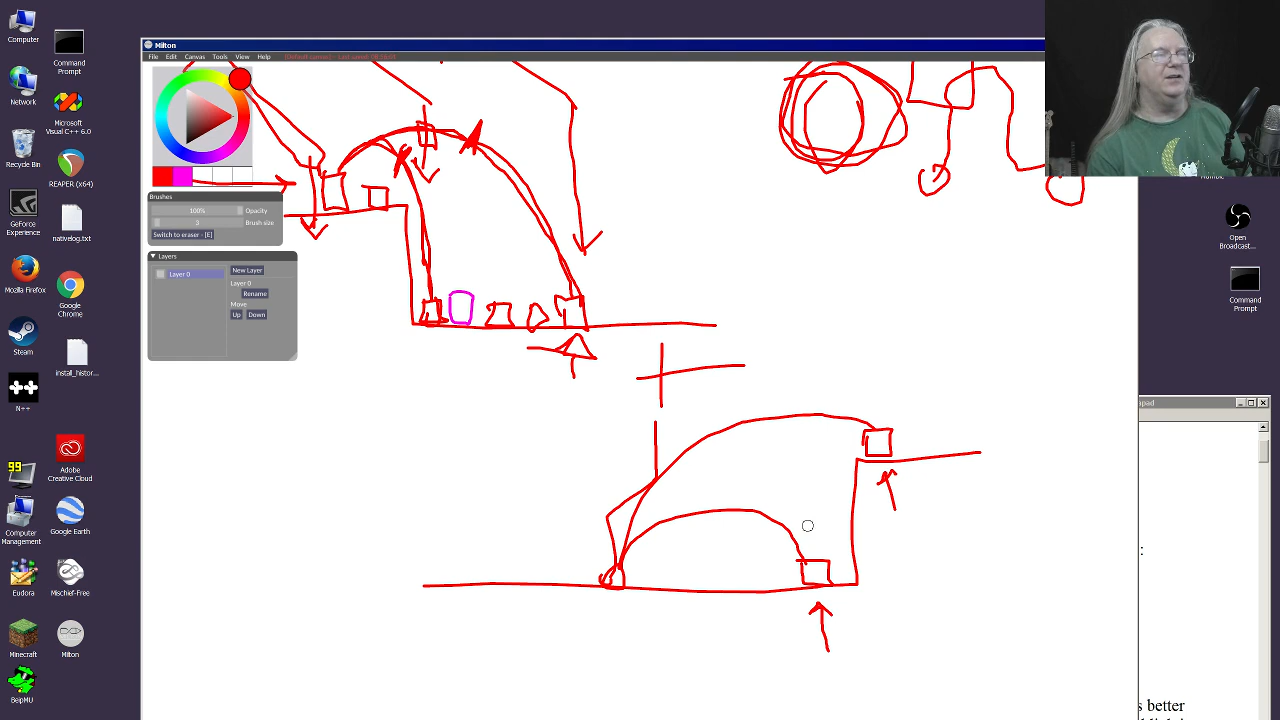 Milton
File Edit Canvas Tools View Help
Brushes
100% Opacity
3 Brush size
Switch to eraser - [E]
Layers
Layer 0
New Layer
Layer 0
Rename
Move
Up Down
Computer
Command Prompt
Network
Microsoft Visual C++ 6.0
Recycle Bin
REAPER (x64)
GeForce Experience
nativelog.txt
Mozilla Firefox
Google Chrome
Steam
install_histor...
N++
Adobe Creative Cloud
99
Computer Management
Google Earth
Eudora
Mischief-Free
Minecraft
Milton
BeipMU
Open Broadcast...
Command Prompt
:
s better